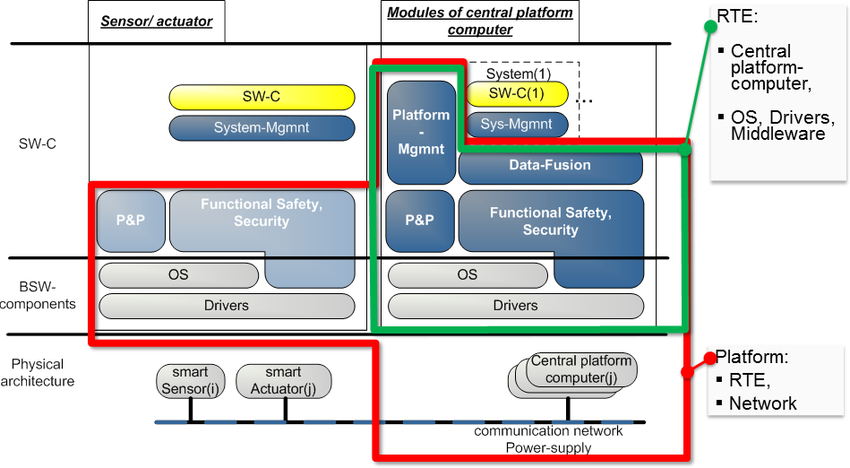 Sensor/ actuator
Modules of central platform
computer
RTE:
▪ Central
platform-
computer,
▪ OS, Drivers,
Middleware
System(1)
SW-C
SW-C(1)
...
System-Mgmnt
Platform
-
Mgmnt
Sys-Mgmnt
SW-C
Data-Fusion
P&P
Functional Safety,
Security
P&P
Functional Safety,
Security
BSW-
components
OS
Drivers
OS
Drivers
Physical
architecture
smart
Sensor(i)
smart
Actuator(j)
Central platform
computer(j)
communication network
Power-supply
Platform:
▪ RTE,
▪ Network